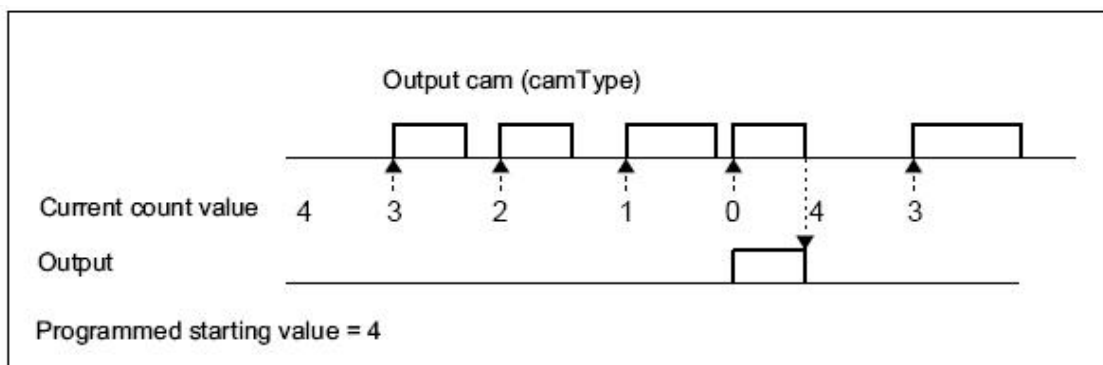 Output cam (camType)
Current count value 4 3 2 1 0 4 3
Output
Programmed starting value = 4